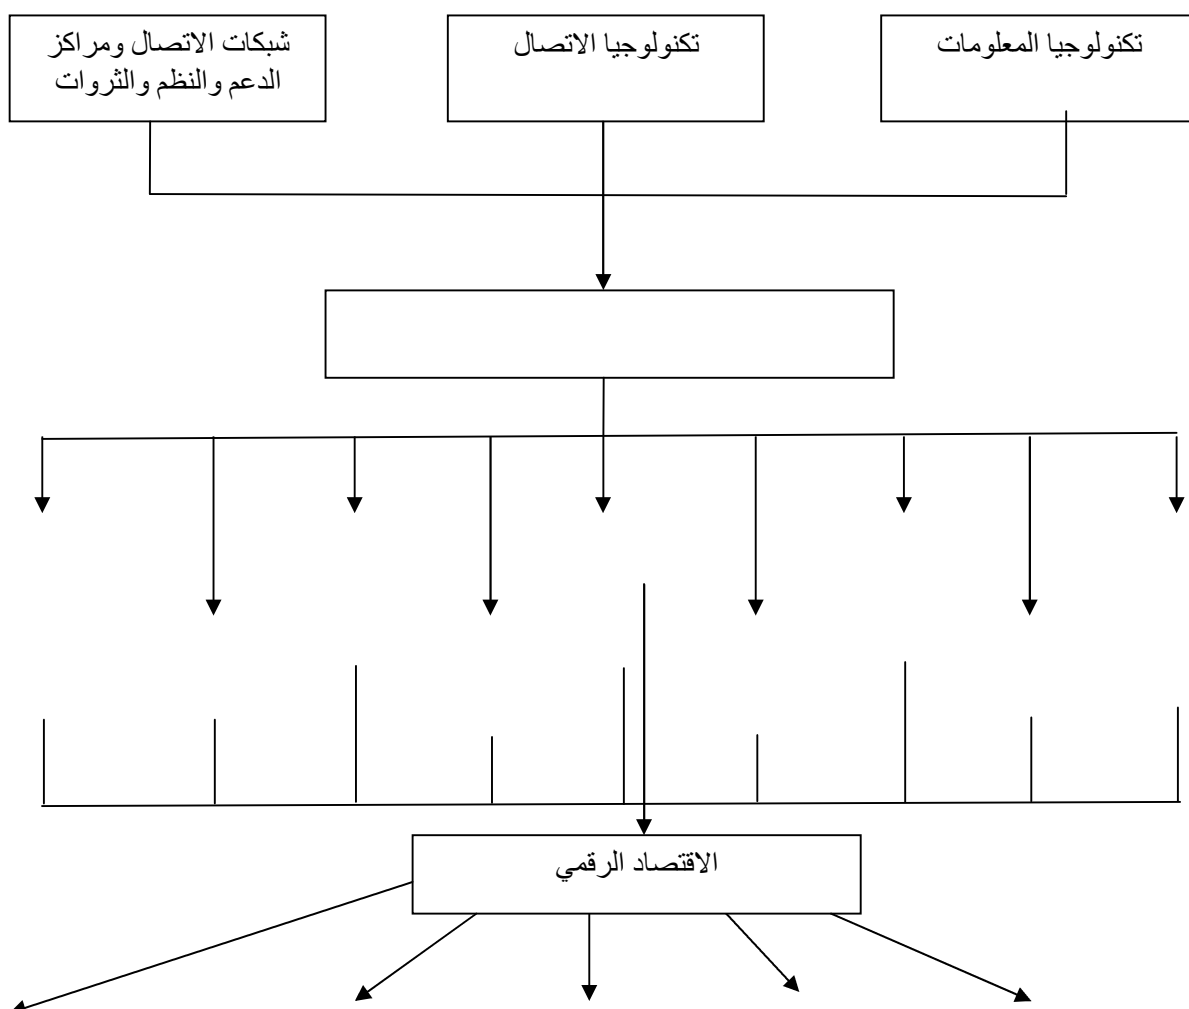 تكنولوجيا المعلومات
تكنولوجيا الاتصال
شبكات الاتصال ومراكز
الدعم والنظم والثروات
الاقتصاد الرقمي